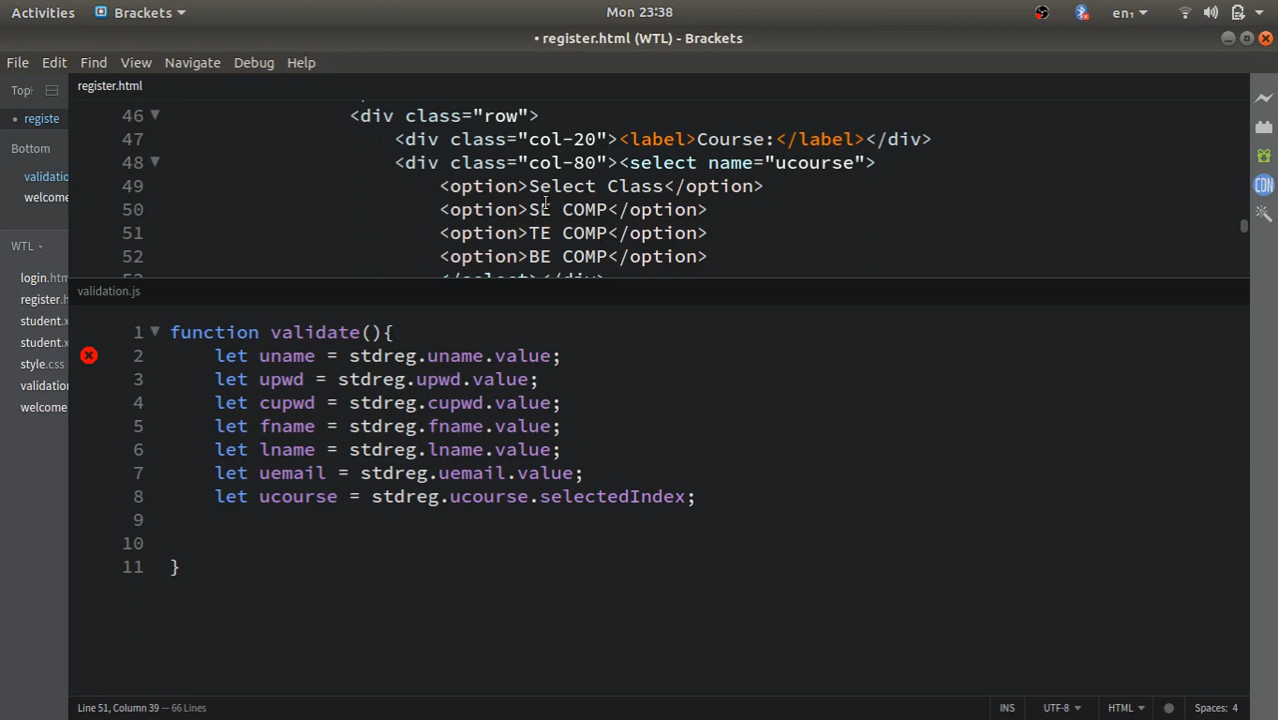 Activities Brackets Mon 23:38 en₁
• register.html (WTL) - Brackets
File Edit Find View Navigate Debug Help
Top
register.html
• registe
Bottom
validatio
welcome
WTL
login.htm
register.h
student.x
student.x
style.css
validation
welcome
46 <div class="row">
47 <div class="col-20"><label>Course:</label></div>
48 <div class="col-80"><select name="ucourse">
49 <option>Select Class</option>
50 <option>SE COMP</option>
51 <option>TE COMP</option>
52 <option>BE COMP</option>
53 </select></div>
validation.js
1 function validate(){
2 let uname = stdreg.uname.value;
3 let upwd = stdreg.upwd.value;
4 let cupwd = stdreg.cupwd.value;
5 let fname = stdreg.fname.value;
6 let lname = stdreg.lname.value;
7 let uemail = stdreg.uemail.value;
8 let ucourse = stdreg.ucourse.selectedIndex;
9
10
11 }
CDN
Line 51, Column 39 — 66 Lines INS UTF-8 HTML Spaces: 4